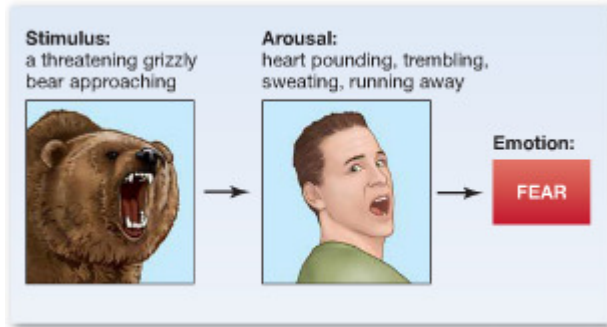 Stimulus:
a threatening grizzly
bear approaching
Arousal:
heart pounding, trembling,
sweating, running away
Emotion:
FEAR